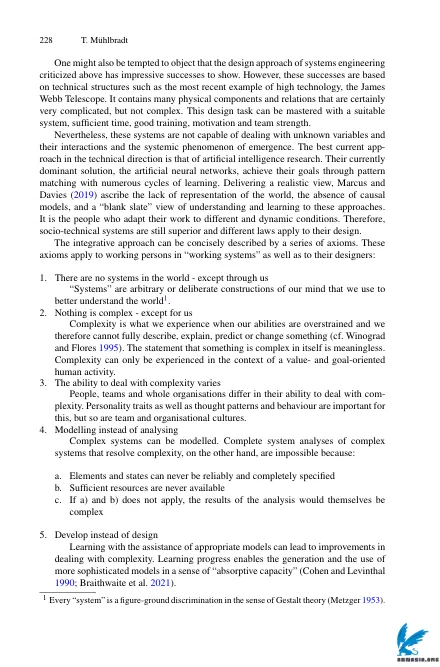 228 T. Mühlbradt
One might also be tempted to object that the design approach of systems engineering
criticized above has impressive successes to show. However, these successes are based
on technical structures such as the most recent example of high technology, the James
Webb Telescope. It contains many physical components and relations that are certainly
very complicated, but not complex. This design task can be mastered with a suitable
system, sufficient time, good training, motivation and team strength.
Nevertheless, these systems are not capable of dealing with unknown variables and
their interactions and the systemic phenomenon of emergence. The best current app-
roach in the technical direction is that of artificial intelligence research. Their currently
dominant solution, the artificial neural networks, achieve their goals through pattern
matching with numerous cycles of learning. Delivering a realistic view, Marcus and
Davies (2019) ascribe the lack of representation of the world, the absence of causal
models, and a “blank slate” view of understanding and learning to these approaches.
It is the people who adapt their work to different and dynamic conditions. Therefore,
socio-technical systems are still superior and different laws apply to their design.
The integrative approach can be concisely described by a series of axioms. These
axioms apply to working persons in “working systems” as well as to their designers:
1. There are no systems in the world - except through us
“Systems” are arbitrary or deliberate constructions of our mind that we use to
better understand the world1.
2. Nothing is complex - except for us
Complexity is what we experience when our abilities are overstrained and we
therefore cannot fully describe, explain, predict or change something (cf. Winograd
and Flores 1995). The statement that something is complex in itself is meaningless.
Complexity can only be experienced in the context of a value- and goal-oriented
human activity.
3. The ability to deal with complexity varies
People, teams and whole organisations differ in their ability to deal with com-
plexity. Personality traits as well as thought patterns and behaviour are important for
this, but so are team and organisational cultures.
4. Modelling instead of analysing
Complex systems can be modelled. Complete system analyses of complex
systems that resolve complexity, on the other hand, are impossible because:
a. Elements and states can never be reliably and completely specified
b. Sufficient resources are never available
c. If a) and b) does not apply, the results of the analysis would themselves be
complex
5. Develop instead of design
Learning with the assistance of appropriate models can lead to improvements in
dealing with complexity. Learning progress enables the generation and the use of
more sophisticated models in a sense of “absorptive capacity” (Cohen and Levinthal
1990; Braithwaite et al. 2021).
1 Every “system” is a figure-ground discrimination in the sense of Gestalt theory (Metzger 1953).